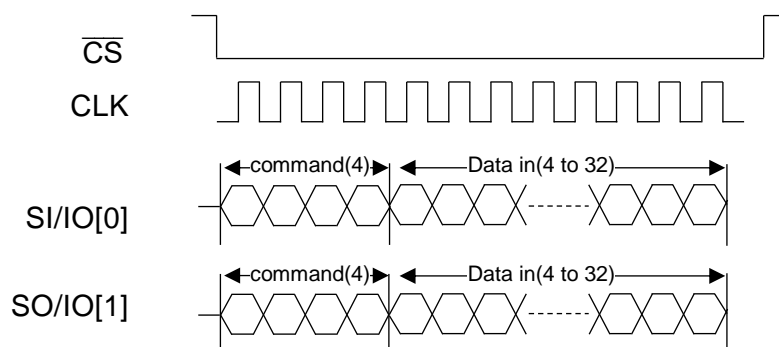 CS
CLK
command(4) Data in(4 to 32)
SI/IO[0]
command(4) Data in(4 to 32)
SO/IO[1]